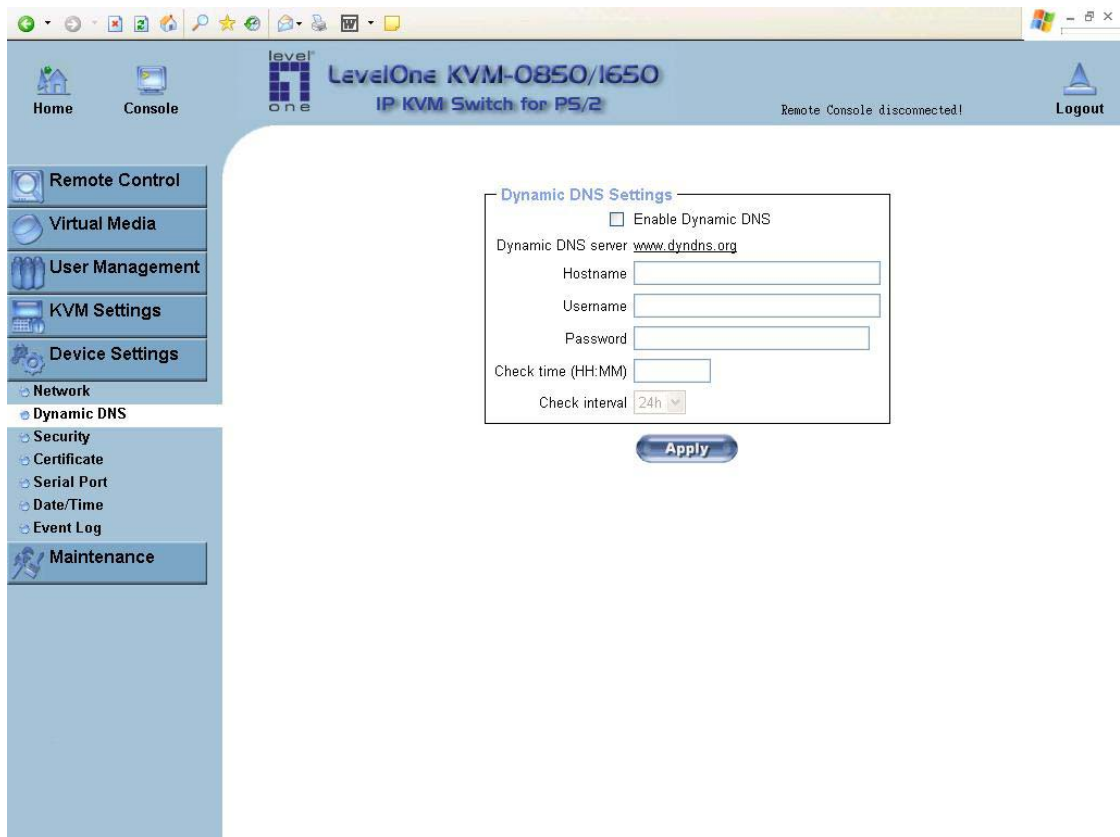 level
one
LevelOne KVM-0850/1650
IP KVM Switch for PS/2
Home
Console
Remote Console disconnected!
Logout
Remote Control
Virtual Media
User Management
KVM Settings
Device Settings
Network
Dynamic DNS
Security
Certificate
Serial Port
Date/Time
Event Log
Maintenance
Dynamic DNS Settings
Enable Dynamic DNS
Dynamic DNS server www.dyndns.org
Hostname
Username
Password
Check time (HH:MM)
Check interval 24h
Apply